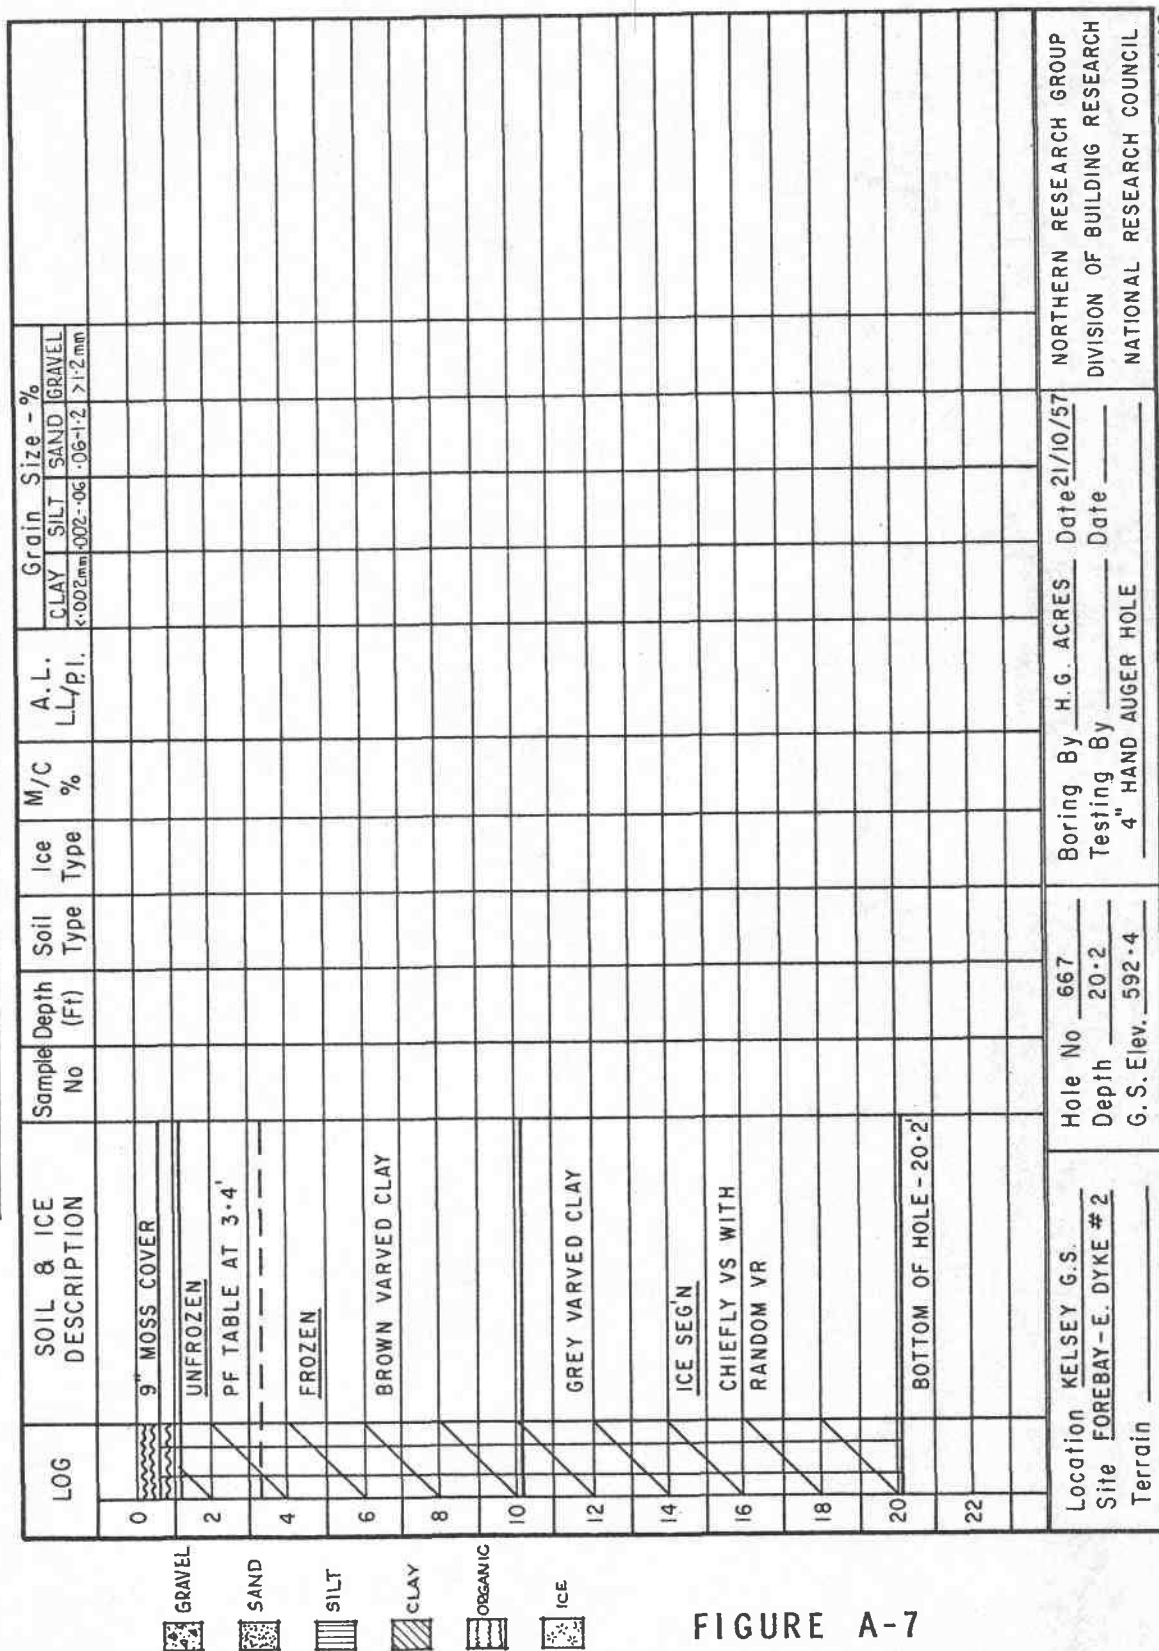 LOG
SOIL & ICE DESCRIPTION
Sample No
Depth (Ft)
Soil Type
Ice Type
M/C %
A.L. L.L./P.I.
Grain Size - %
CLAY SILT SAND GRAVEL
<·002mm ·002-·06 ·06-1·2 >1·2mm
0
2
4
6
8
10
12
14
16
18
20
22
9" MOSS COVER
UNFROZEN
PF TABLE AT 3·4'
FROZEN
BROWN VARVED CLAY
GREY VARVED CLAY
ICE SEG'N
CHIEFLY VS WITH
RANDOM VR
BOTTOM OF HOLE-20·2'
Location KELSEY G.S.
Site FOREBAY-E. DYKE #2
Terrain
Hole No 667
Depth 20·2
G.S. Elev. 592·4
Boring By H.G. ACRES Date 21/10/57
Testing By Date
4" HAND AUGER HOLE
NORTHERN RESEARCH GROUP
DIVISION OF BUILDING RESEARCH
NATIONAL RESEARCH COUNCIL
GRAVEL
SAND
SILT
CLAY
ORGANIC
ICE
FIGURE A-7